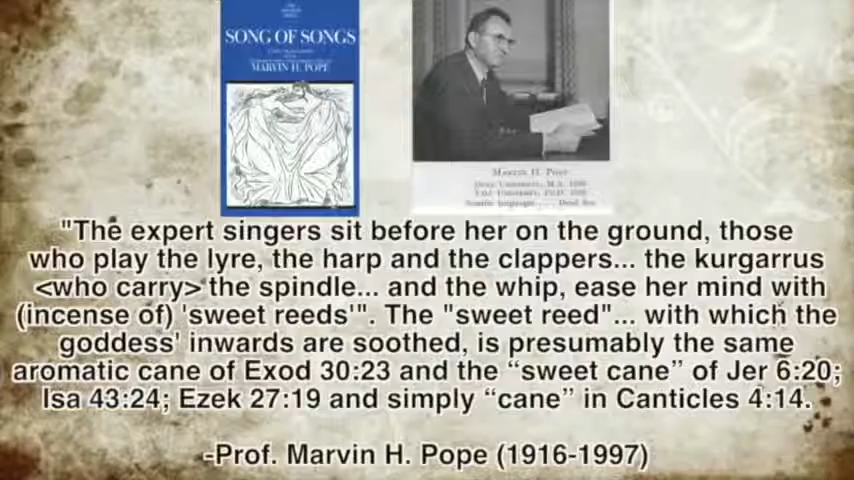 SONG OF SONGS
MARVIN H. POPE
MARVIN H. POPE
"The expert singers sit before her on the ground, those
who play the lyre, the harp and the clappers... the kurgarrus
<who carry> the spindle... and the whip, ease her mind with
(incense of) 'sweet reeds'". The "sweet reed"... with which the
goddess' inwards are soothed, is presumably the same
aromatic cane of Exod 30:23 and the “sweet cane” of Jer 6:20;
Isa 43:24; Ezek 27:19 and simply “cane” in Canticles 4:14.
-Prof. Marvin H. Pope (1916-1997)